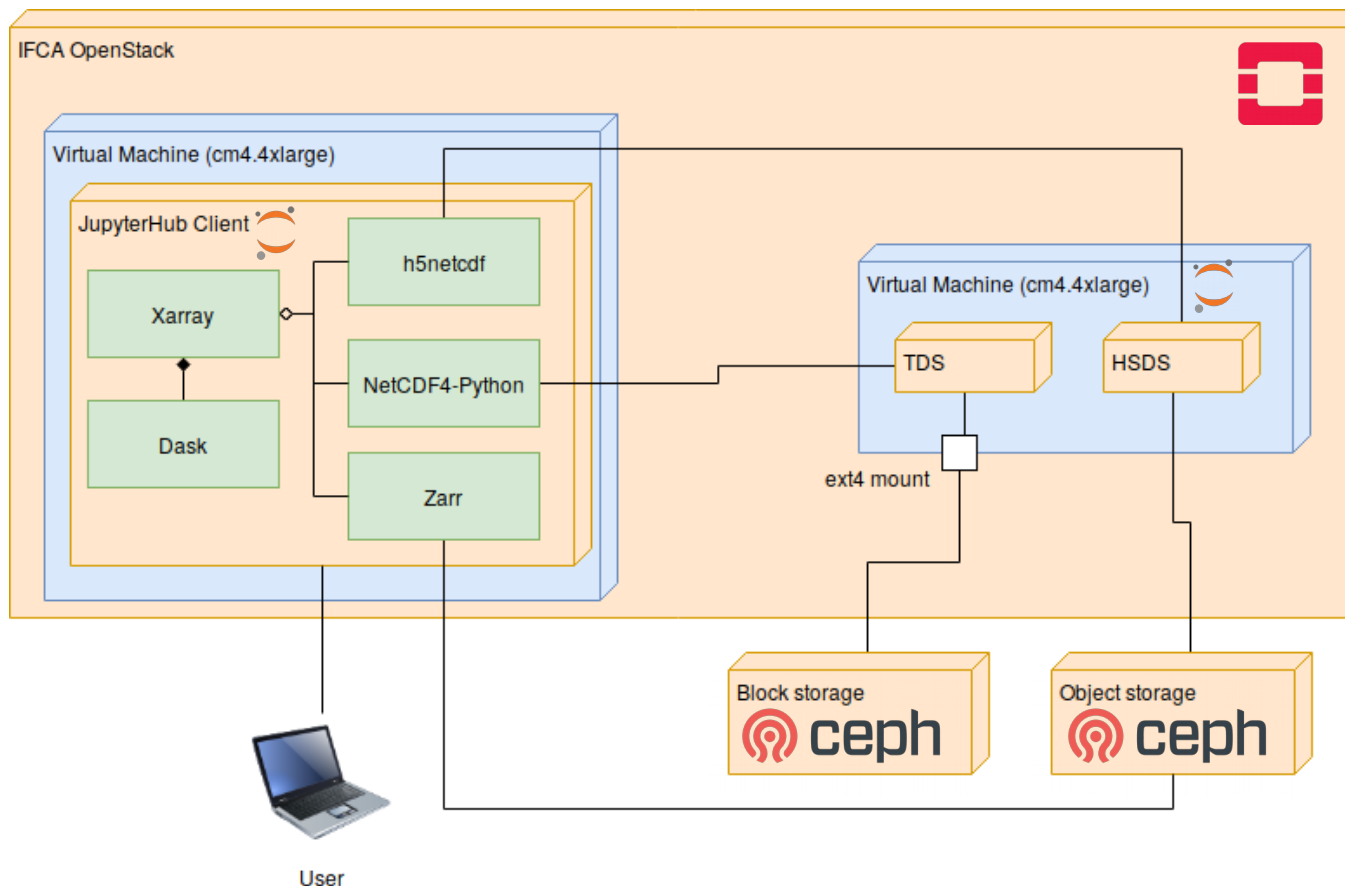 IFCA OpenStack
Virtual Machine (cm4.4xlarge)
JupyterHub Client
h5netcdf
Xarray
NetCDF4-Python
Dask
Zarr
Virtual Machine (cm4.4xlarge)
TDS
HSDS
ext4 mount
Block storage
ceph
Object storage
ceph
User